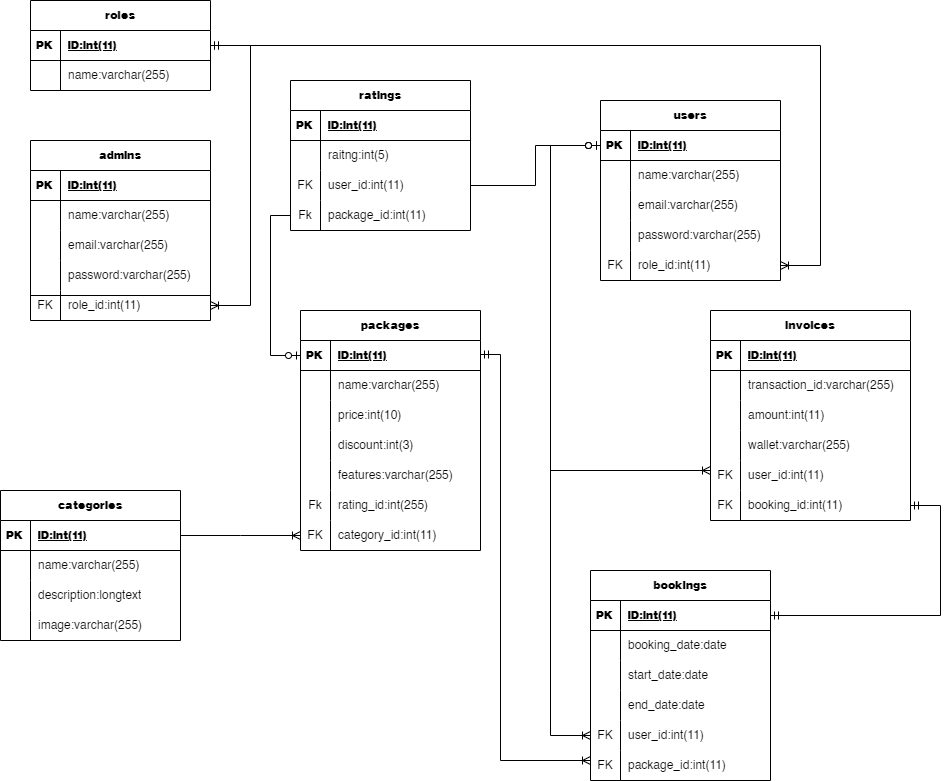 roles
PK ID:Int(11)
name:varchar(255)
admins
PK ID:Int(11)
name:varchar(255)
email:varchar(255)
password:varchar(255)
FK role_id:int(11)
ratings
PK ID:Int(11)
raitng:int(5)
FK user_id:int(11)
Fk package_id:int(11)
users
PK ID:Int(11)
name:varchar(255)
email:varchar(255)
password:varchar(255)
FK role_id:int(11)
packages
PK ID:Int(11)
name:varchar(255)
price:int(10)
discount:int(3)
features:varchar(255)
Fk rating_id:int(255)
FK category_id:int(11)
invoices
PK ID:Int(11)
transaction_id:varchar(255)
amount:int(11)
wallet:varchar(255)
FK user_id:int(11)
FK booking_id:int(11)
categories
PK ID:Int(11)
name:varchar(255)
description:longtext
image:varchar(255)
bookings
PK ID:Int(11)
booking_date:date
start_date:date
end_date:date
FK user_id:int(11)
FK package_id:int(11)